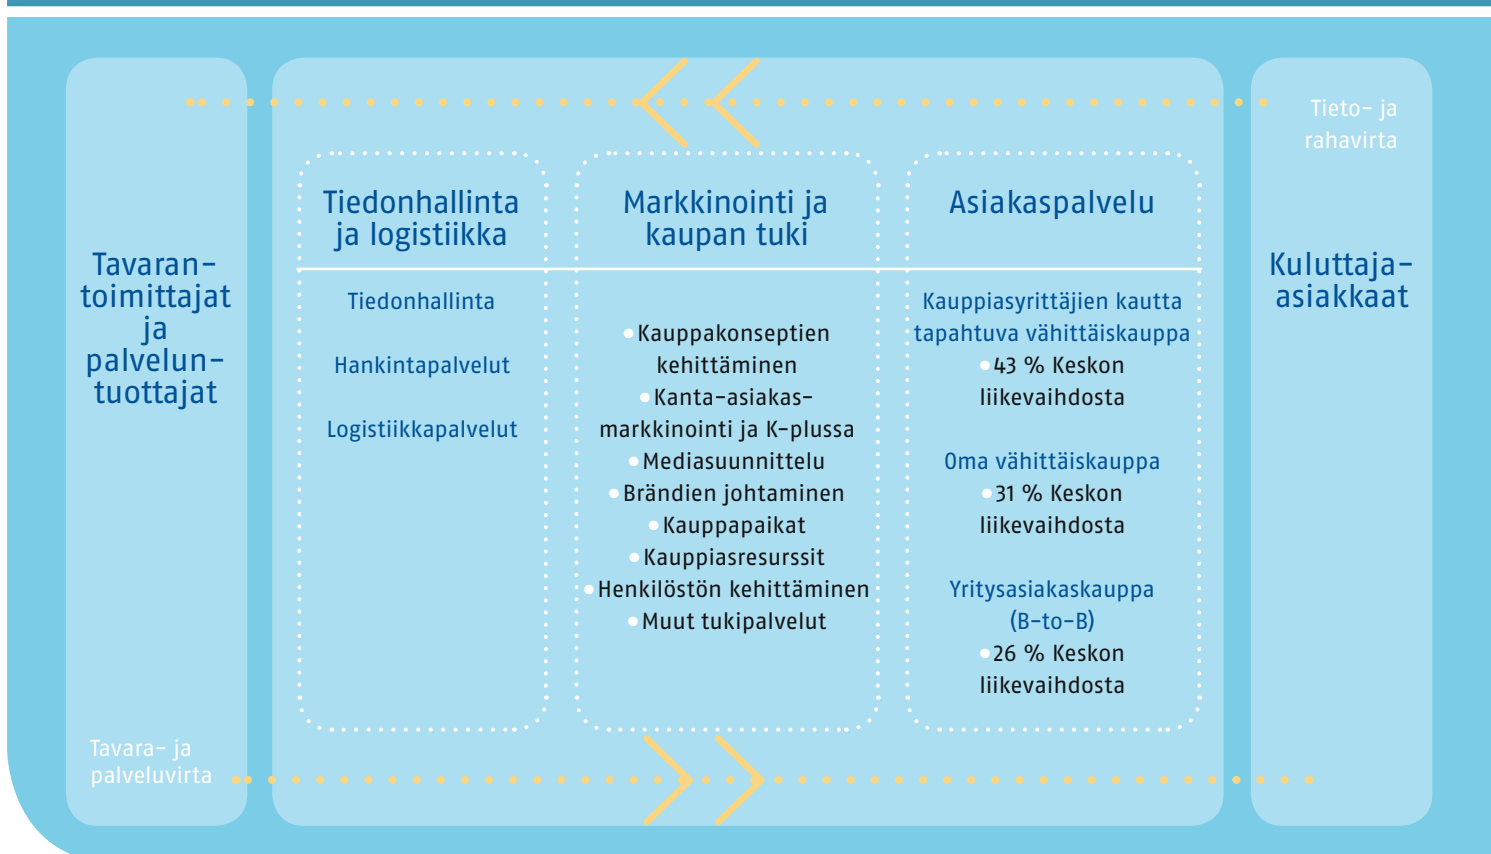 Tieto- ja
rahavirta
Tavaran-
toimittajat
ja
palvelun-
tuottajat
Tavara- ja
palveluvirta
Tiedonhallinta
ja logistiikka
Tiedonhallinta
Hankintapalvelut
Logistiikkapalvelut
Markkinointi ja
kaupan tuki
• Kauppakonseptien
kehittäminen
• Kanta-asiakas-
markkinointi ja K-plussa
• Mediasuunnittelu
• Brändien johtaminen
• Kauppapaikat
• Kauppiasresurssit
• Henkilöstön kehittäminen
• Muut tukipalvelut
Asiakaspalvelu
Kauppiasyrittäjien kautta
tapahtuva vähittäiskauppa
• 43 % Keskon
liikevaihdosta
Oma vähittäiskauppa
• 31 % Keskon
liikevaihdosta
Yritysasiakaskauppa
(B-to-B)
• 26 % Keskon
liikevaihdosta
Kuluttaja-
asiakkaat